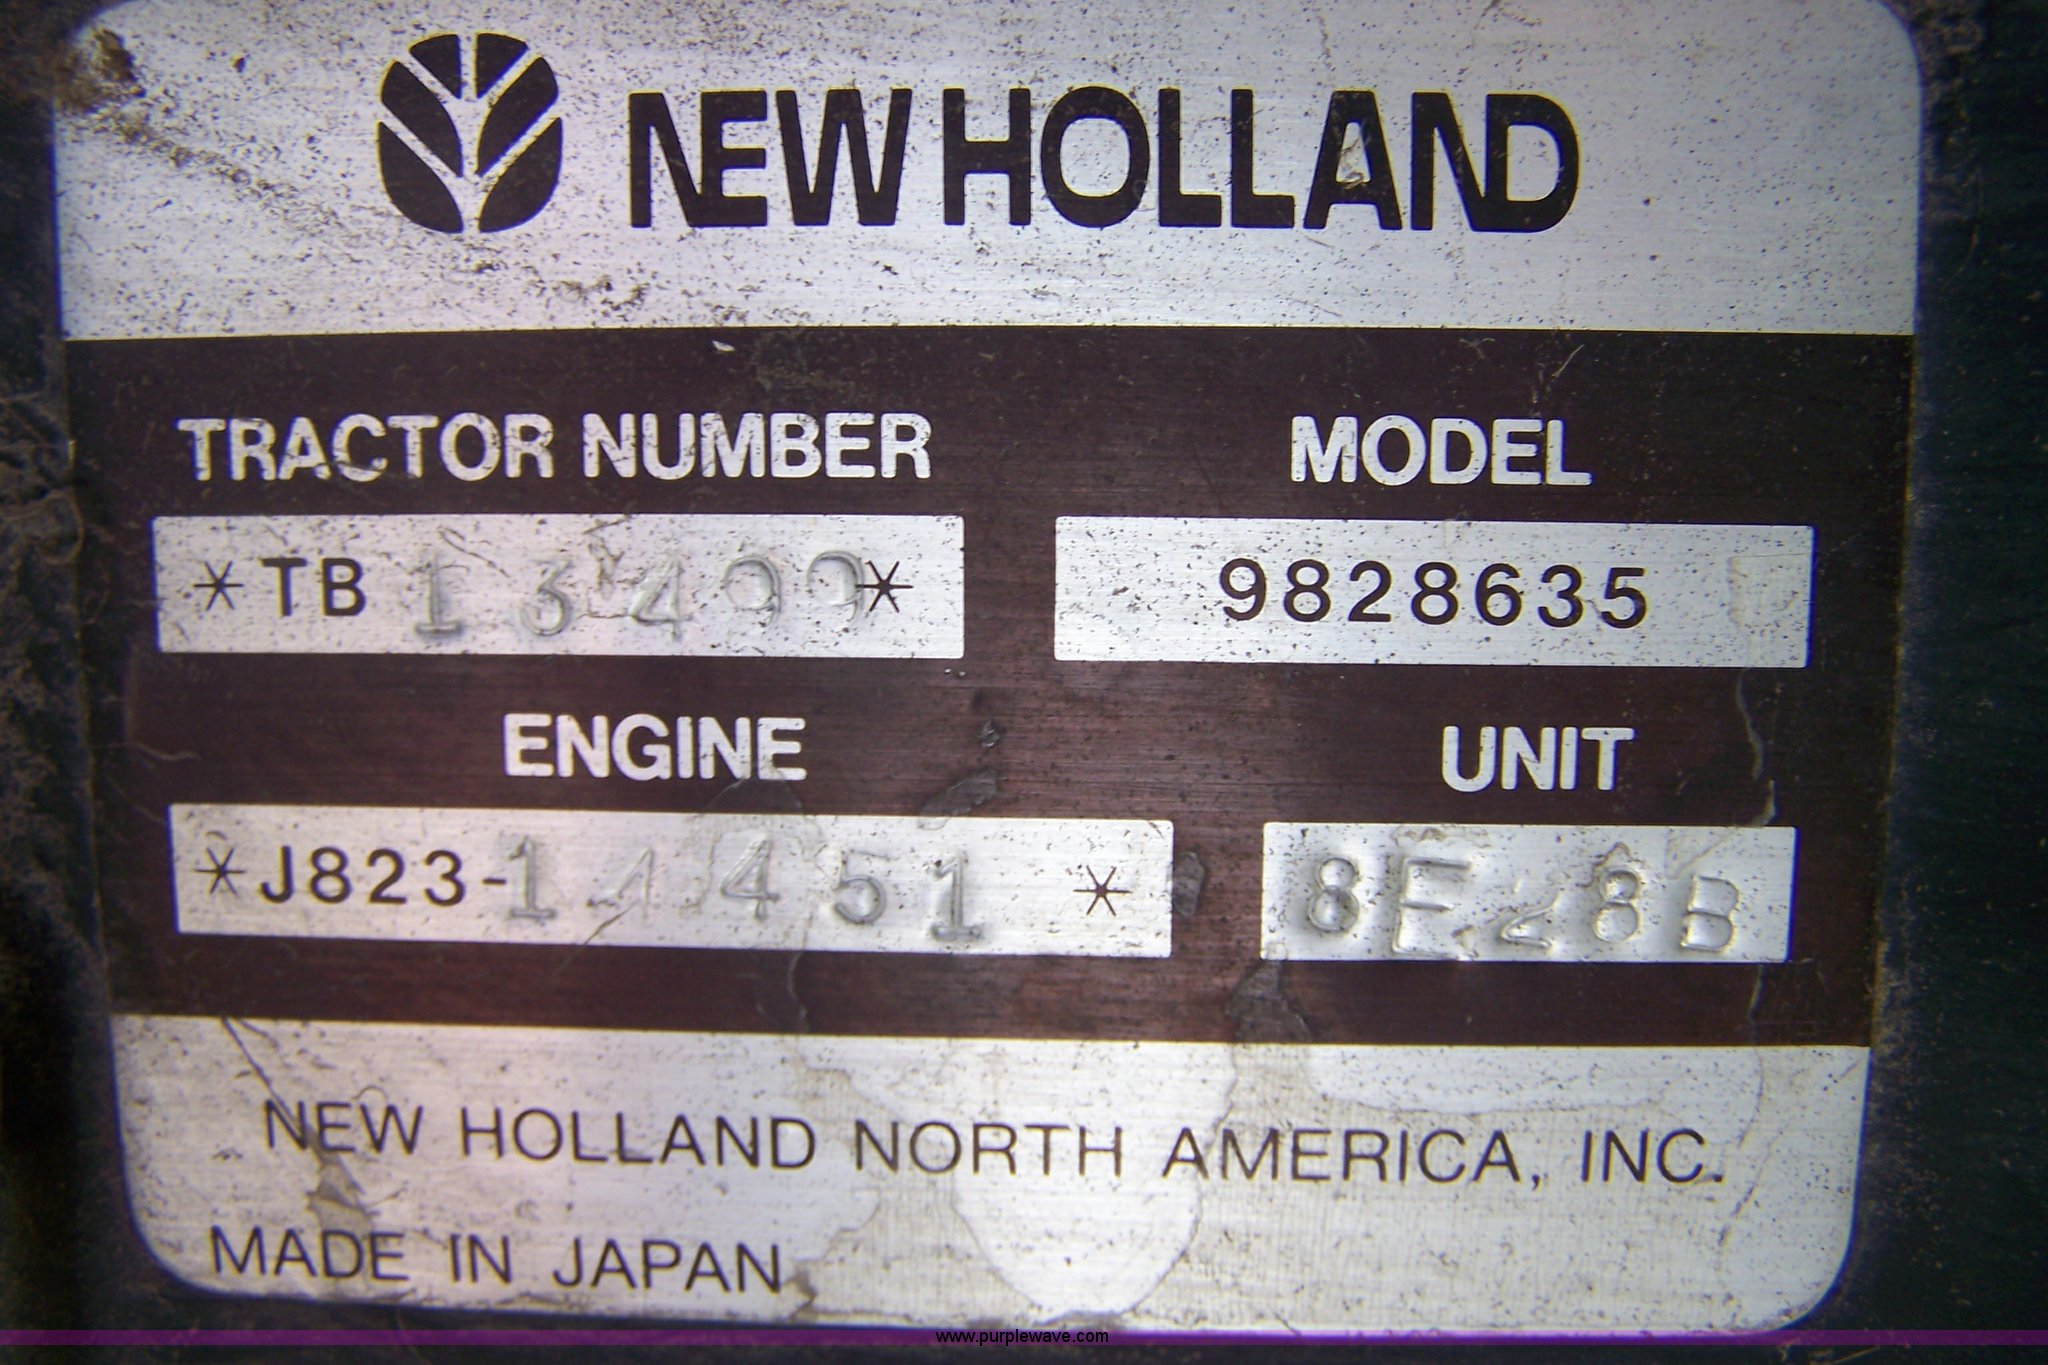 NEW HOLLAND
TRACTOR NUMBER MODEL
*TB 13499* 9828635
ENGINE UNIT
*J823-14451 * 8F28B
NEW HOLLAND NORTH AMERICA, INC.
MADE IN JAPAN
www.purplewave.com